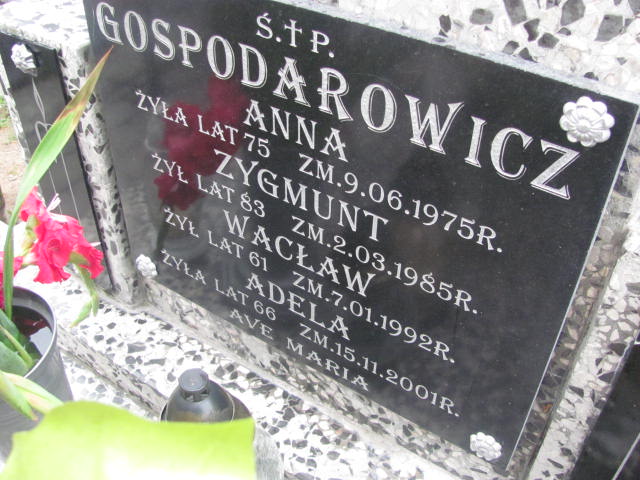 Ś.†P.
GOSPODAROWICZ
ANNA
ŻYŁA LAT 75 ZM.9.06.1975R.
ZYGMUNT
ŻYŁ LAT 83 ZM.2.03.1985R.
WACŁAW
ŻYŁ LAT 61 ZM.7.01.1992R.
ADELA
ŻYŁA LAT 66 ZM.15.11.2001R.
AVE MARIA